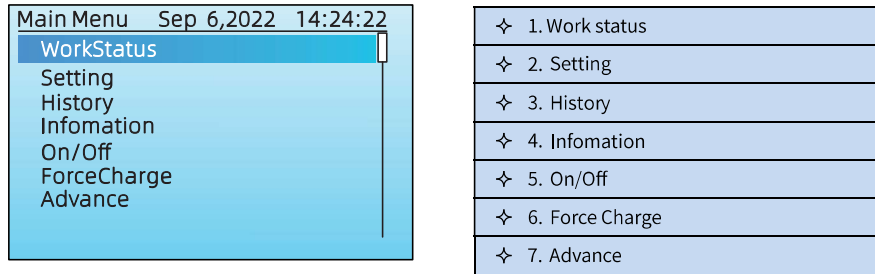 Main Menu Sep 6,2022 14:24:22
WorkStatus
Setting
History
Infomation
On/Off
ForceCharge
Advance
✧ 1. Work status
✧ 2. Setting
✧ 3. History
✧ 4. Infomation
✧ 5. On/Off
✧ 6. Force Charge
✧ 7. Advance